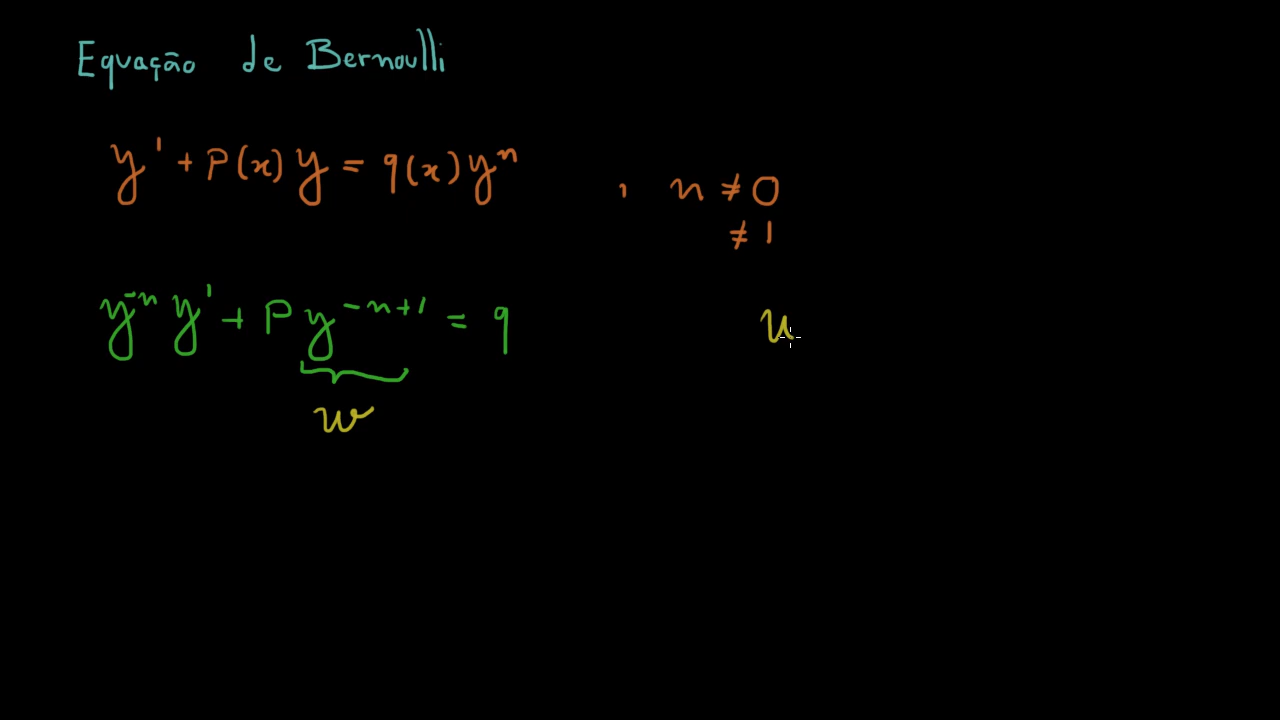 Equação de Bernoulli
y' + P(x) y = q(x) yⁿ , n ≠ 0
≠ 1
y⁻ⁿ y' + P y⁻ⁿ⁺¹ = q u
w